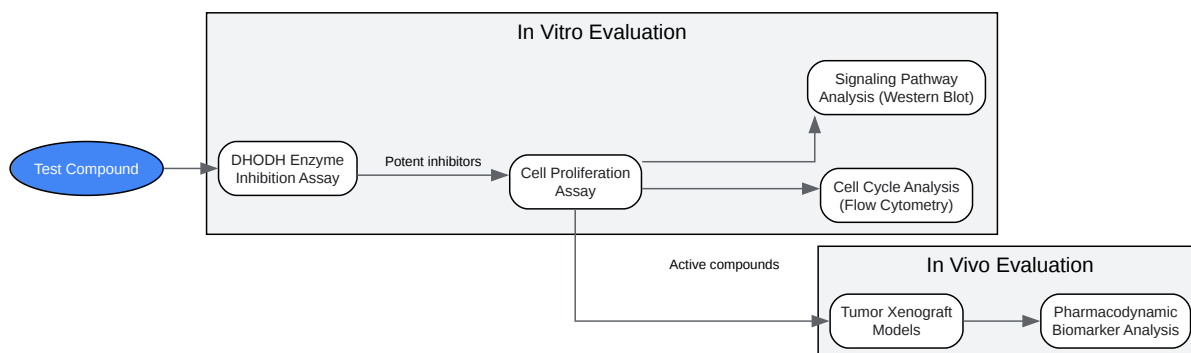 In Vitro Evaluation
Signaling Pathway
Analysis (Western Blot)
Test Compound
DHODH Enzyme
Inhibition Assay
Potent inhibitors
Cell Proliferation
Assay
Cell Cycle Analysis
(Flow Cytometry)
Active compounds
In Vivo Evaluation
Tumor Xenograft
Models
Pharmacodynamic
Biomarker Analysis